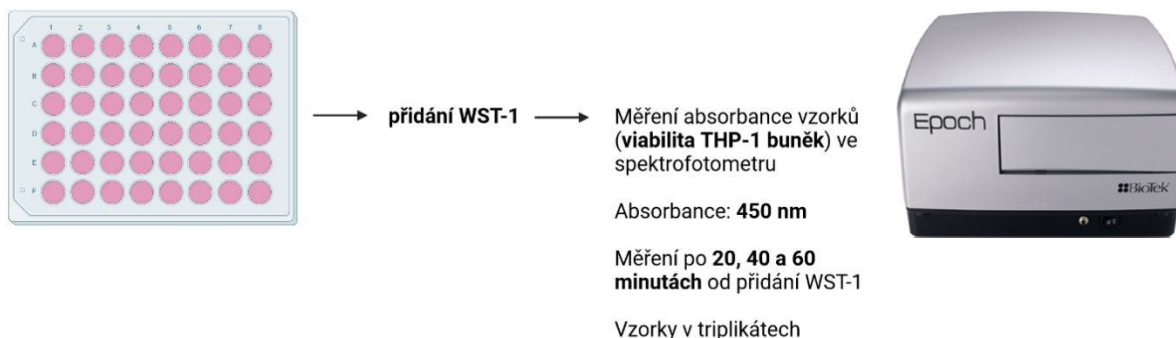 1 2 3 4 5 6 7 8
A
B
C
D
E
F
přidání WST-1
Měření absorbance vzorků
(viabilita THP-1 buněk) ve
spektrofotometru
Absorbance: 450 nm
Měření po 20, 40 a 60
minutách od přidání WST-1
Vzorky v triplikátech
Epoch
BioTek